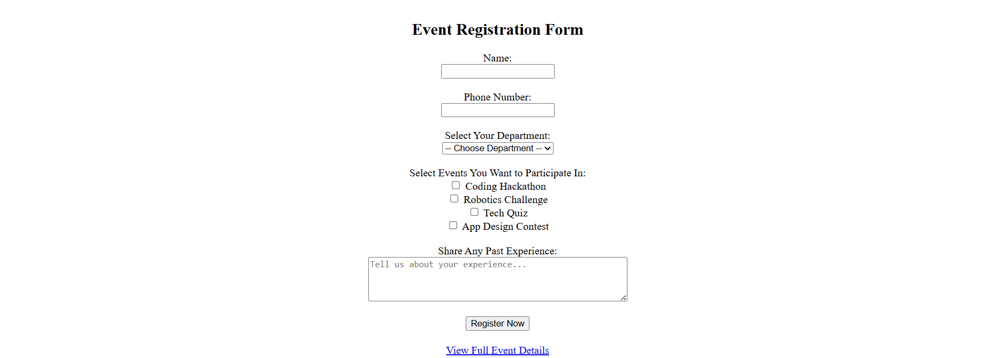 Event Registration Form
Name:
Phone Number:
Select Your Department:
-- Choose Department --
Select Events You Want to Participate In:
Coding Hackathon
Robotics Challenge
Tech Quiz
App Design Contest
Share Any Past Experience:
Tell us about your experience...
Register Now
View Full Event Details